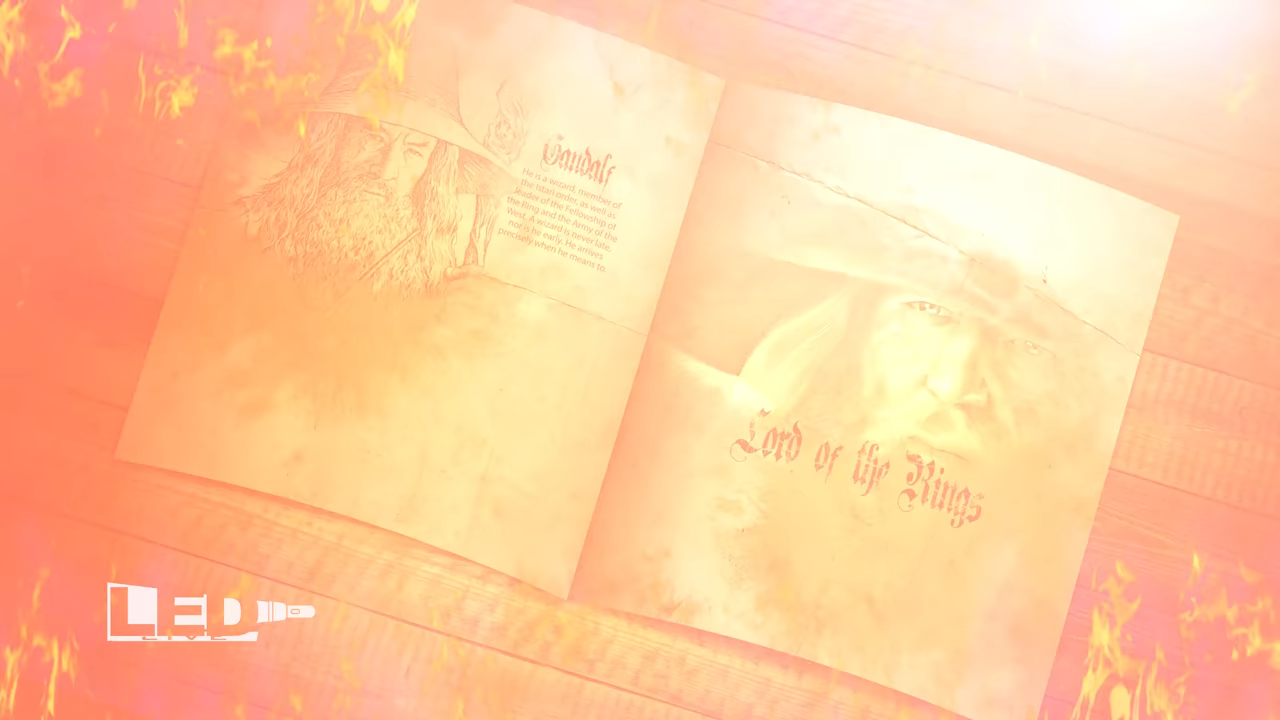 Gandalf
He is a wizard, member of
the Istari order, as well as
leader of the Fellowship of
the Ring and the Army of the
West. A wizard is never late,
nor is he early. He arrives
precisely when he means to.
Lord of the Rings
LED
LIVE